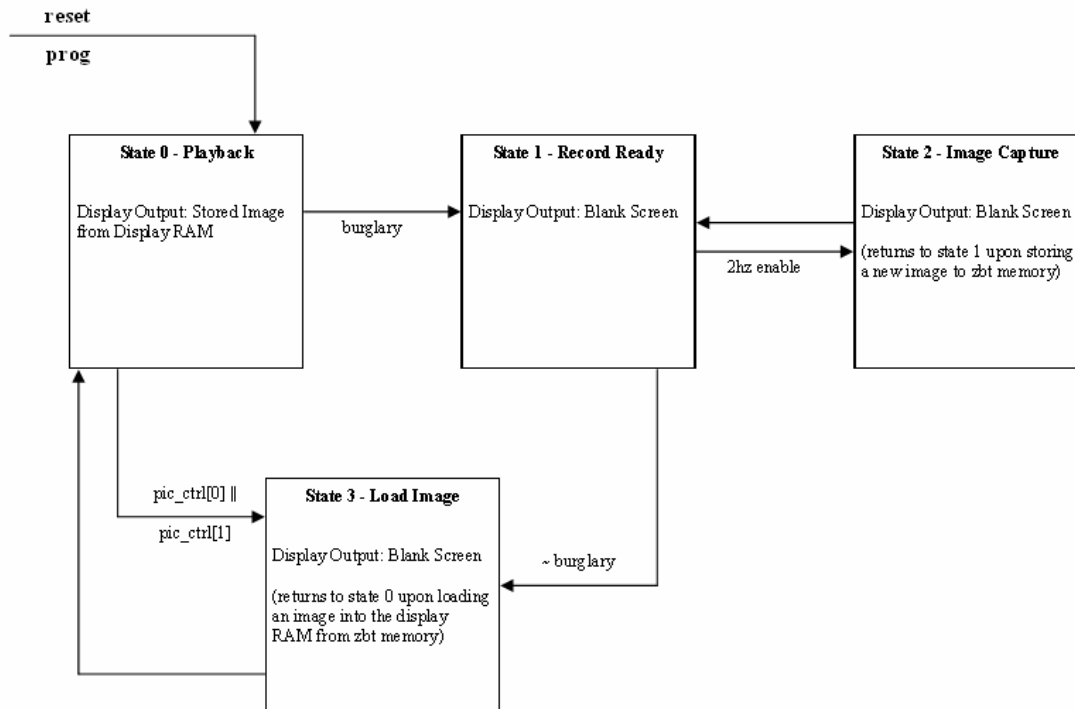 reset
prog
State 0 - Playback
Display Output: Stored Image
from Display RAM
burglary
State 1 - Record Ready
Display Output: Blank Screen
2hz enable
State 2 - Image Capture
Display Output: Blank Screen
(returns to state 1 upon storing
a new image to zbt memory)
pic_ctrl[0] ||
pic_ctrl[1]
State 3 - Load Image
Display Output: Blank Screen
(returns to state 0 upon loading
an image into the display
RAM from zbt memory)
~ burglary